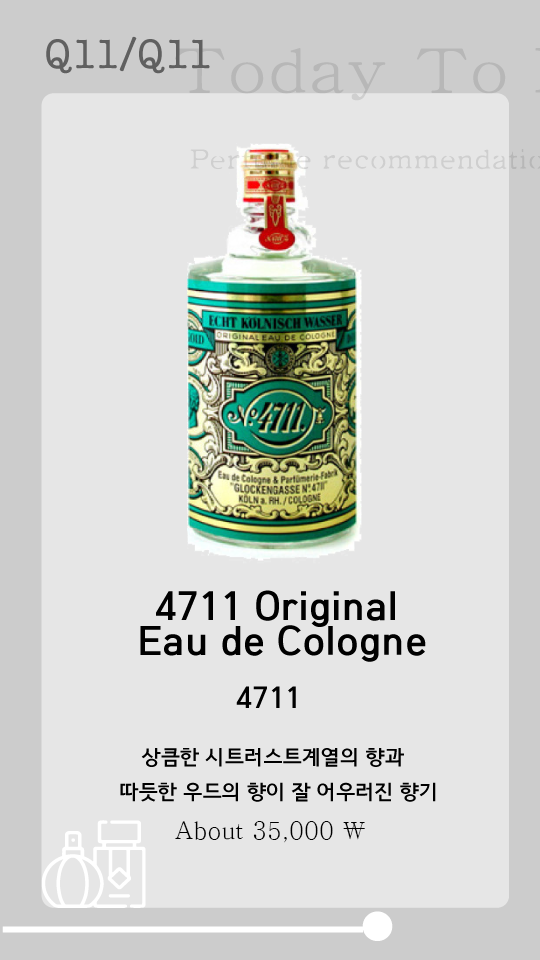 Q11/Q11
Today To
Perfume recommendatio
ECHT KÖLNISCH WASSER
ORIGINAL EAU DE COLOGNE
Nº 4711.
Eau de Cologne & Parfümerie-Fabrik
"GLOCKENGASSE Nº 4711"
KÖLN a. RH. / COLOGNE
4711 Original
Eau de Cologne
4711
상큼한 시트러스트계열의 향과
따듯한 우드의 향이 잘 어우러진 향기
About 35,000 ₩